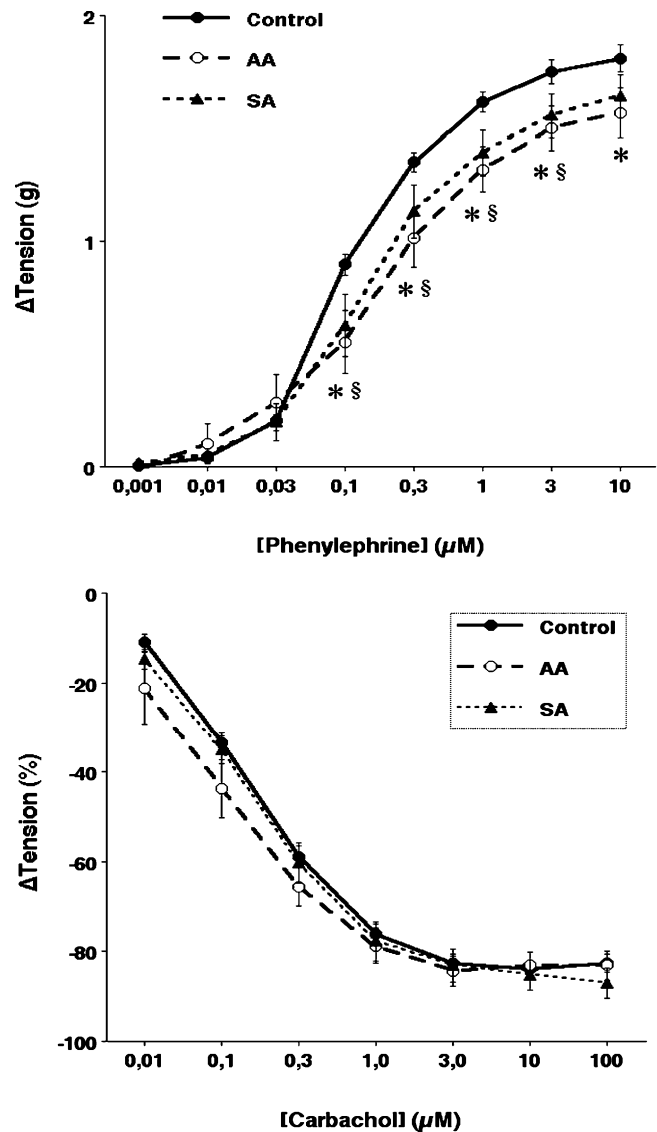 Control
AA
SA
2
1
0
ΔTension (g)
* §
* §
* §
* §
*
0,001 0,01 0,03 0,1 0,3 1 3 10
[Phenylephrine] (µM)
0
-20
-40
-60
-80
-100
ΔTension (%)
Control
AA
SA
0,01 0,1 0,3 1,0 3,0 10 100
[Carbachol] (µM)